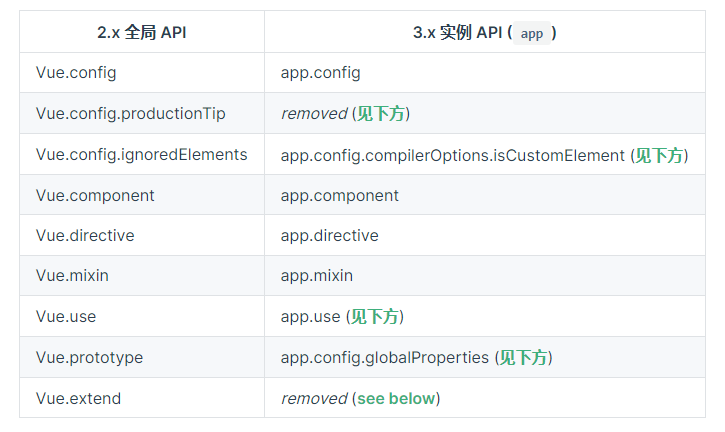 2.x 全局 API 3.x 实例 API ( app )
Vue.config app.config
Vue.config.productionTip removed (见下方)
Vue.config.ignoredElements app.config.compilerOptions.isCustomElement (见下方)
Vue.component app.component
Vue.directive app.directive
Vue.mixin app.mixin
Vue.use app.use (见下方)
Vue.prototype app.config.globalProperties (见下方)
Vue.extend removed (see below)